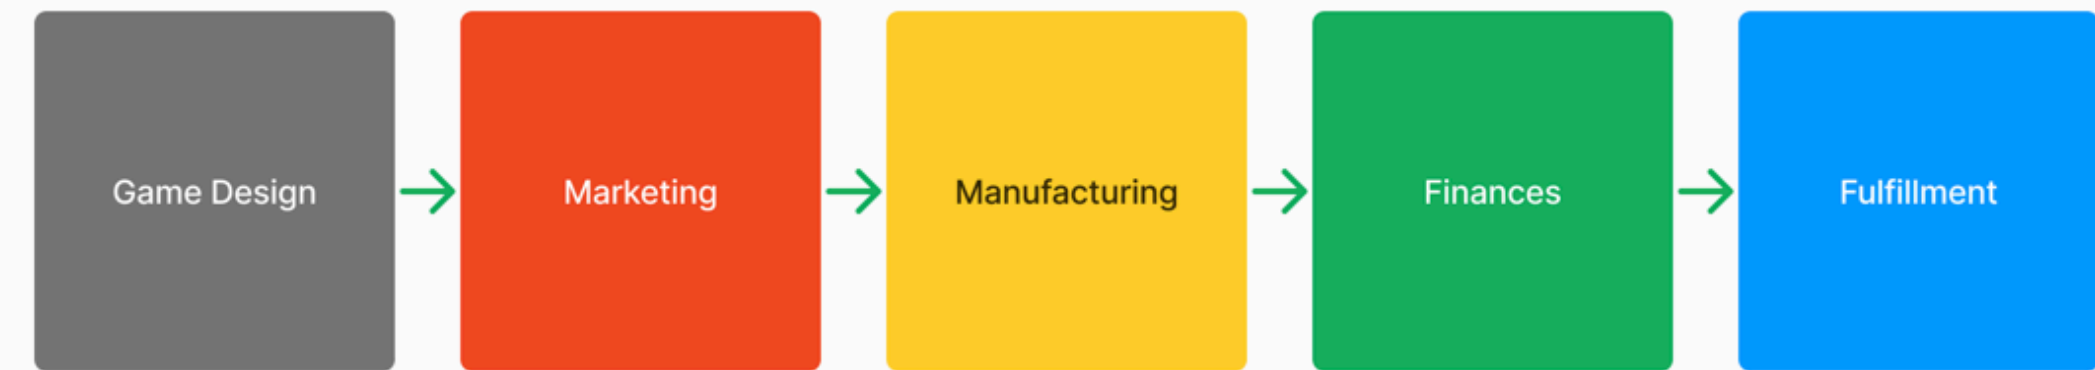 Game Design
Marketing
Manufacturing
Finances
Fulfillment